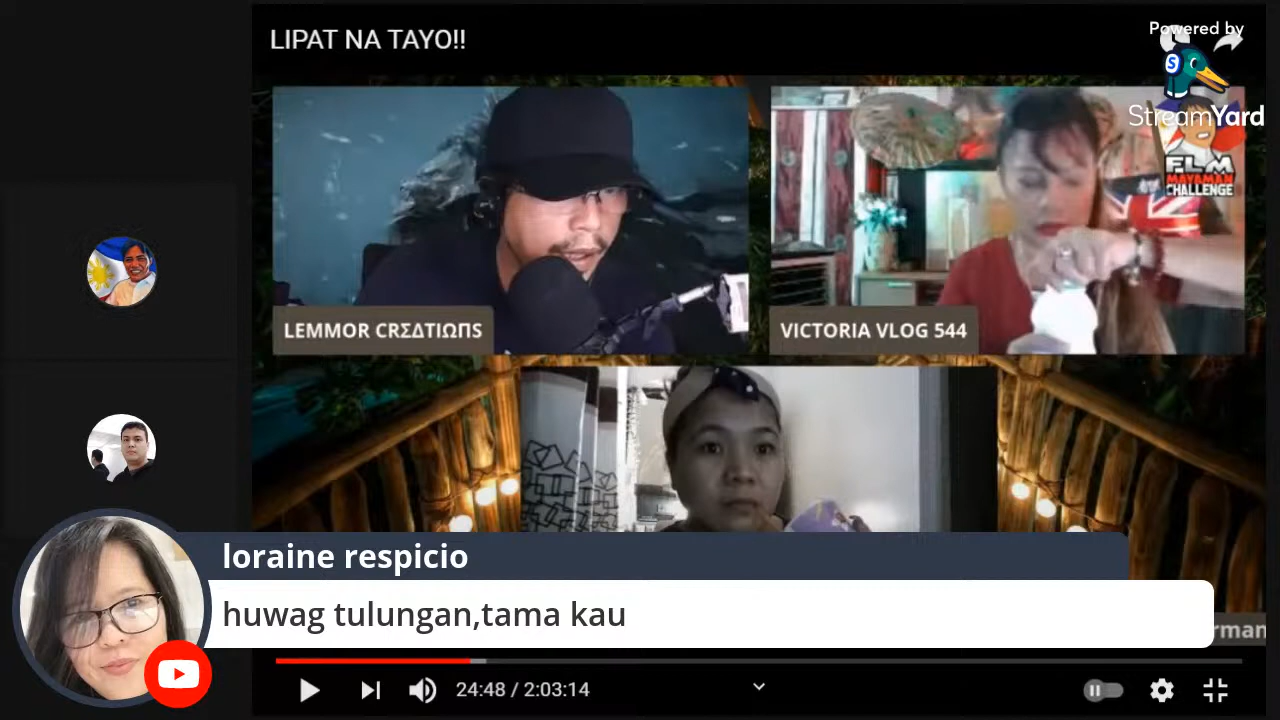 LIPAT NA TAYO!!
Powered by
StreamYard
S
FLM
MAYAMAN
CHALLENGE
LEMMOR CRΣΔTIΩΠS
VICTORIA VLOG 544
loraine respicio
huwag tulungan,tama kau
24:48 / 2:03:14